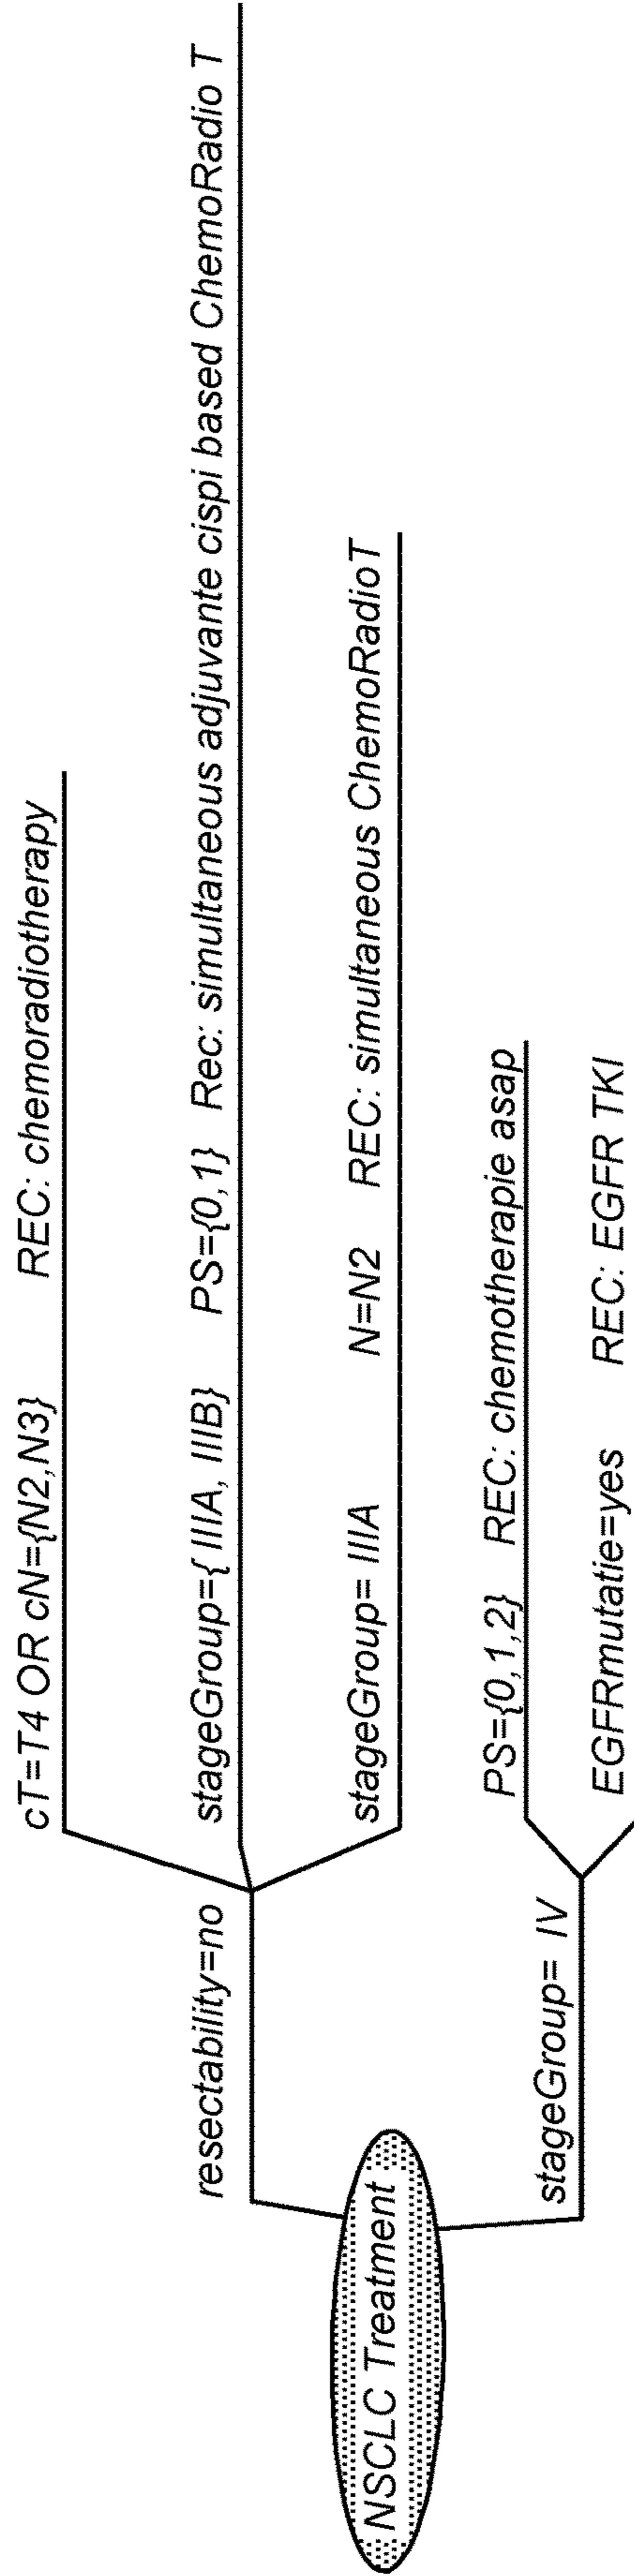 cT=T4 OR cN={N2,N3} REC: chemoradiotherapy
resectability=no
stageGroup={ IIIA, IIIB} PS={0,1} Rec: simultaneous adjuvante cispi based ChemoRadio T
stageGroup= IIIA N=N2 REC: simultaneous ChemoRadioT
NSCLC Treatment
PS={0,1,2} REC: chemotherapie asap
stageGroup= IV
EGFRmutatie=yes REC: EGFR TKI